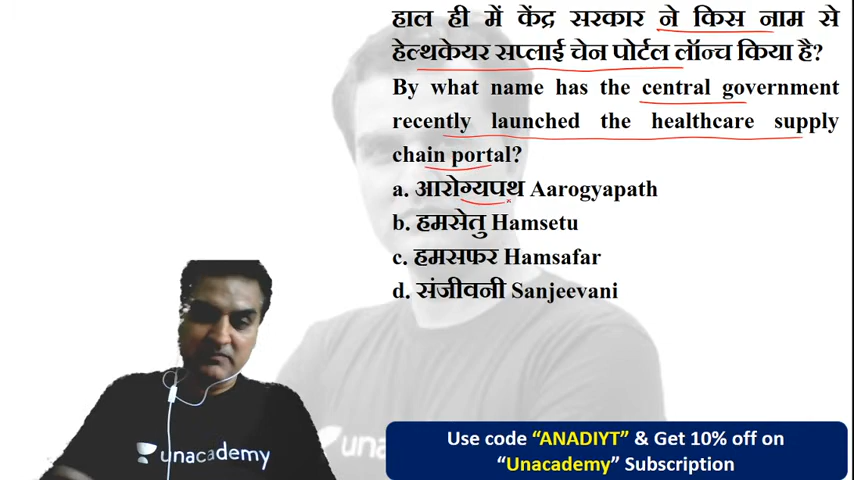 हाल ही में केंद्र सरकार ने किस नाम से
हेल्थकेयर सप्लाई चेन पोर्टल लॉन्च किया है?
By what name has the central government
recently launched the healthcare supply
chain portal?
a. आरोग्यपथ Aarogyapath
b. हमसेतु Hamsetu
c. हमसफर Hamsafar
d. संजीवनी Sanjeevani
unacademy
una
Use code “ANADIYT” & Get 10% off on
“Unacademy” Subscription